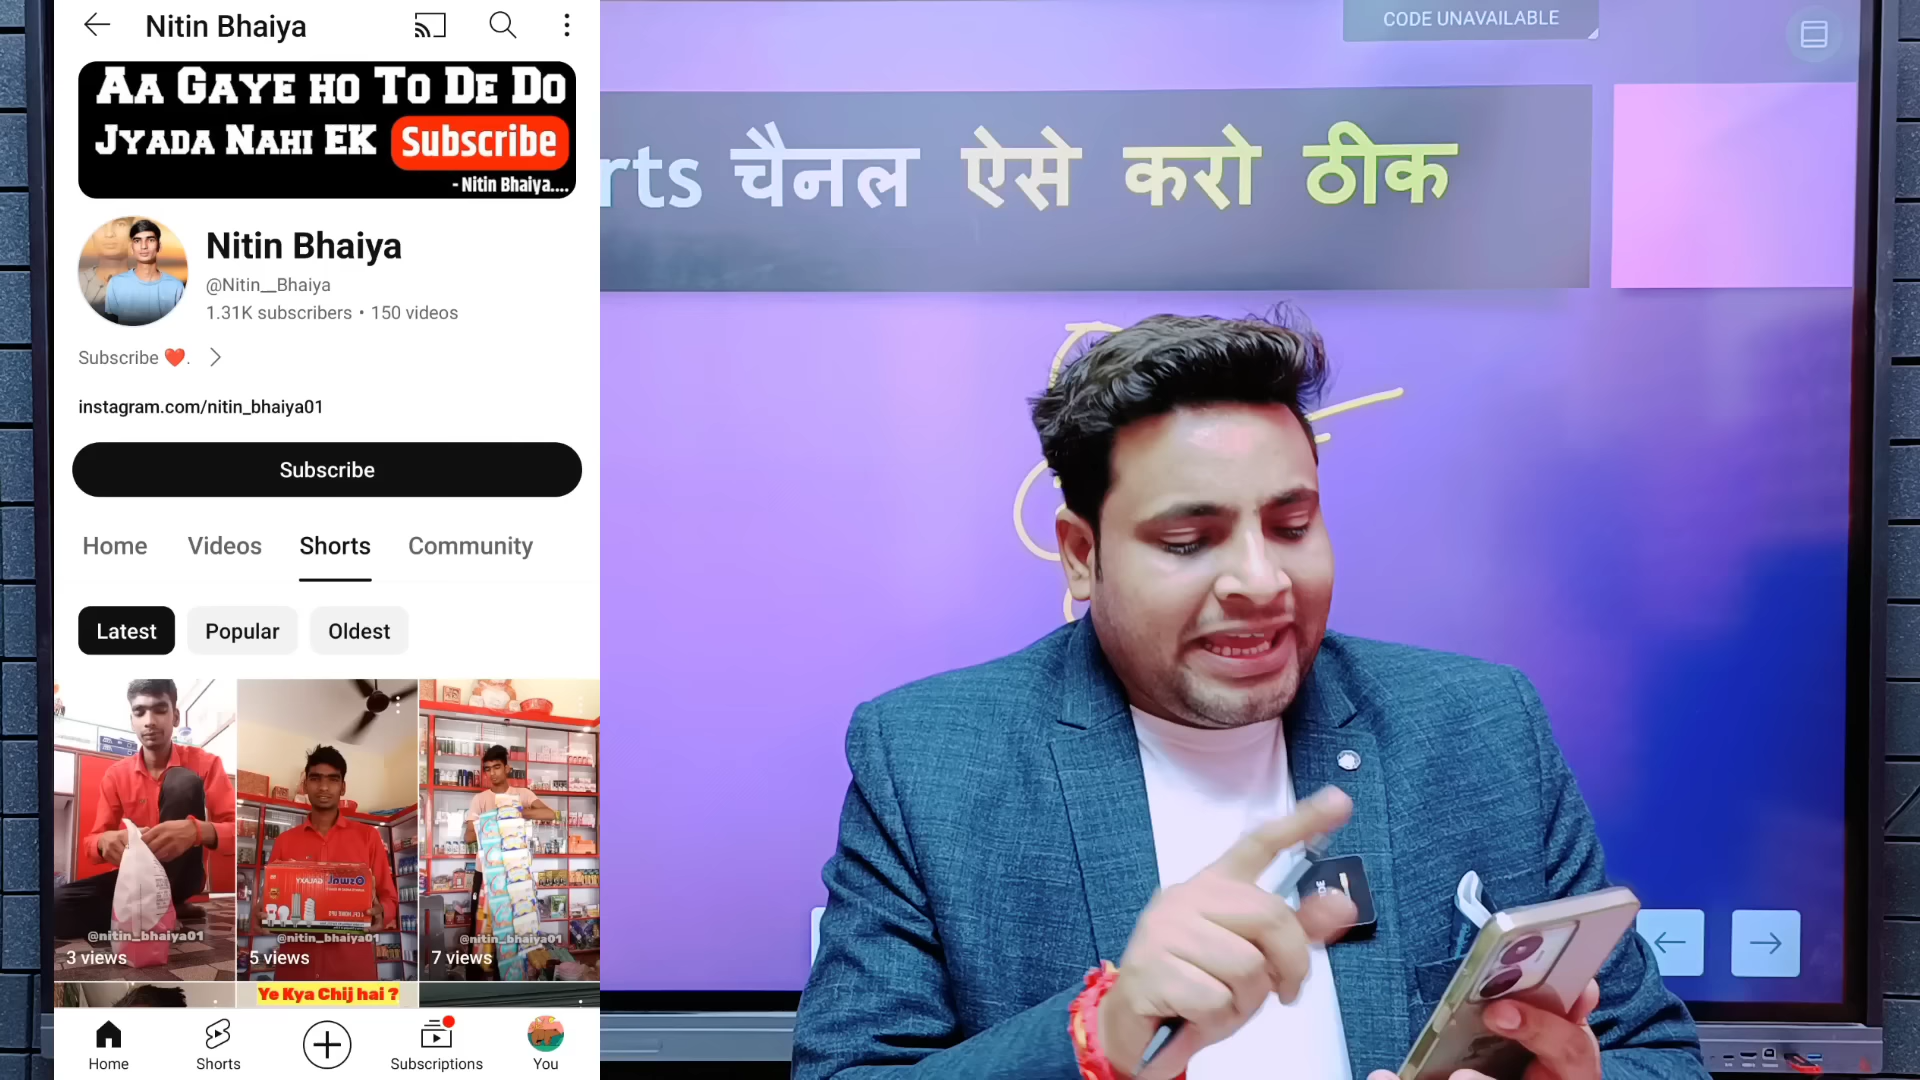 Nitin Bhaiya
AA GAYE HO TO DE DO
JYADA NAHI EK Subscribe
- Nitin Bhaiya....
Nitin Bhaiya
@Nitin__Bhaiya
1.31K subscribers • 150 videos
Subscribe ❤️.
instagram.com/nitin_bhaiya01
Subscribe
Home Videos Shorts Community
Latest Popular Oldest
@nitin_bhaiya01 @nitin_bhaiya01 @nitin_bhaiya01
3 views 5 views 7 views
Ye Kya Chij hai ?
Home Shorts Subscriptions You
CODE UNAVAILABLE
rts चैनल ऐसे करो ठीक